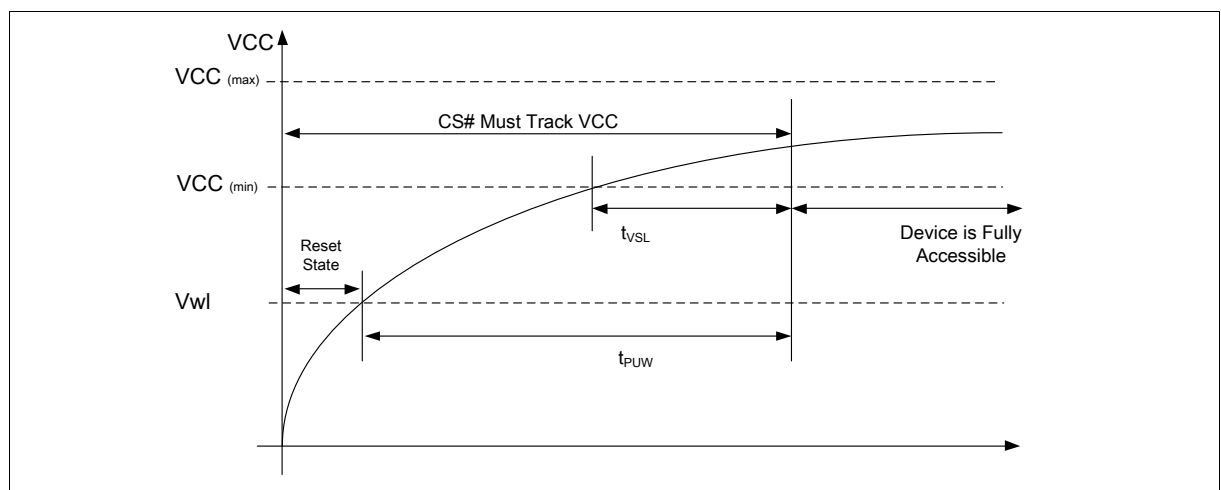 VCC
VCC (max)
CS# Must Track VCC
VCC (min)
tVSL
Device is Fully
Accessible
Reset
State
Vwl
tPUW